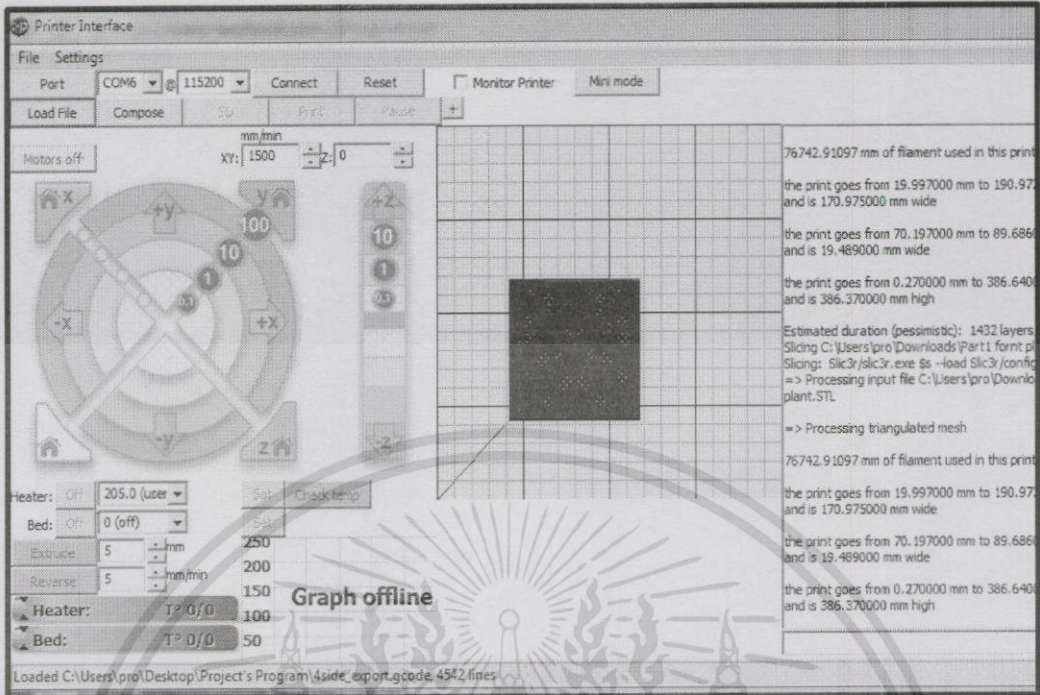 Printer Interface
File Settings
Port COM6 @ 115200 Connect Reset Monitor Printer Mini mode
Load File Compose SD Print Pause +
mm/min
Motors off XY: 1500 Z: 0
X +y y +Z
100
10 10
1 1
0.1 0.1
-x +X
-y z -Z
Heater: Off 205.0 (user Set Check temp
Bed: Off 0 (off) Set
Extrude 5 mm
Reverse 5 mm/min
Heater: T° 0/0
Bed: T° 0/0
250
200
150
100
50
Graph offline
76742.91097 mm of filament used in this print
the print goes from 19.997000 mm to 190.97
and is 170.975000 mm wide
the print goes from 70.197000 mm to 89.686
and is 19.489000 mm wide
the print goes from 0.270000 mm to 386.640
and is 386.370000 mm high
Estimated duration (pessimistic): 1432 layers
Slicing C:\Users\pro\Downloads\Part1 fornt pl
Slicing: Slic3r/slic3r.exe $s --load Slic3r/config
=> Processing input file C:\Users\pro\Downlo
plant.STL
=> Processing triangulated mesh
76742.91097 mm of filament used in this print
the print goes from 19.997000 mm to 190.97
and is 170.975000 mm wide
the print goes from 70.197000 mm to 89.686
and is 19.489000 mm wide
the print goes from 0.270000 mm to 386.640
and is 386.370000 mm high
Loaded C:\Users\pro\Desktop\Project's Program\4side_export.gcode, 4542 lines